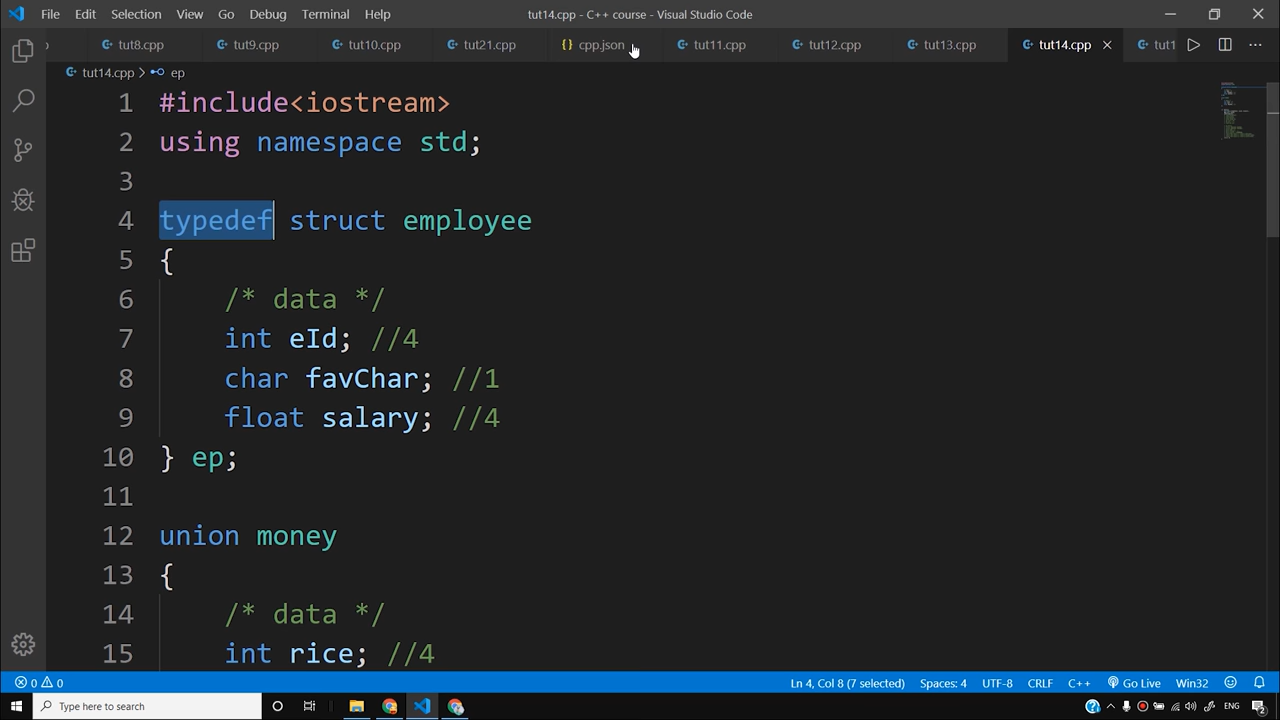 File Edit Selection View Go Debug Terminal Help tut14.cpp - C++ course - Visual Studio Code
tut8.cpp tut9.cpp tut10.cpp tut21.cpp {} cpp.json tut11.cpp tut12.cpp tut13.cpp tut14.cpp tut1
tut14.cpp > ep
1 #include<iostream>
2 using namespace std;
3
4 typedef struct employee
5 {
6 /* data */
7 int eId; //4
8 char favChar; //1
9 float salary; //4
10 } ep;
11
12 union money
13 {
14 /* data */
15 int rice; //4
0 0 Ln 4, Col 8 (7 selected) Spaces: 4 UTF-8 CRLF C++ Go Live Win32
Type here to search ENG 2